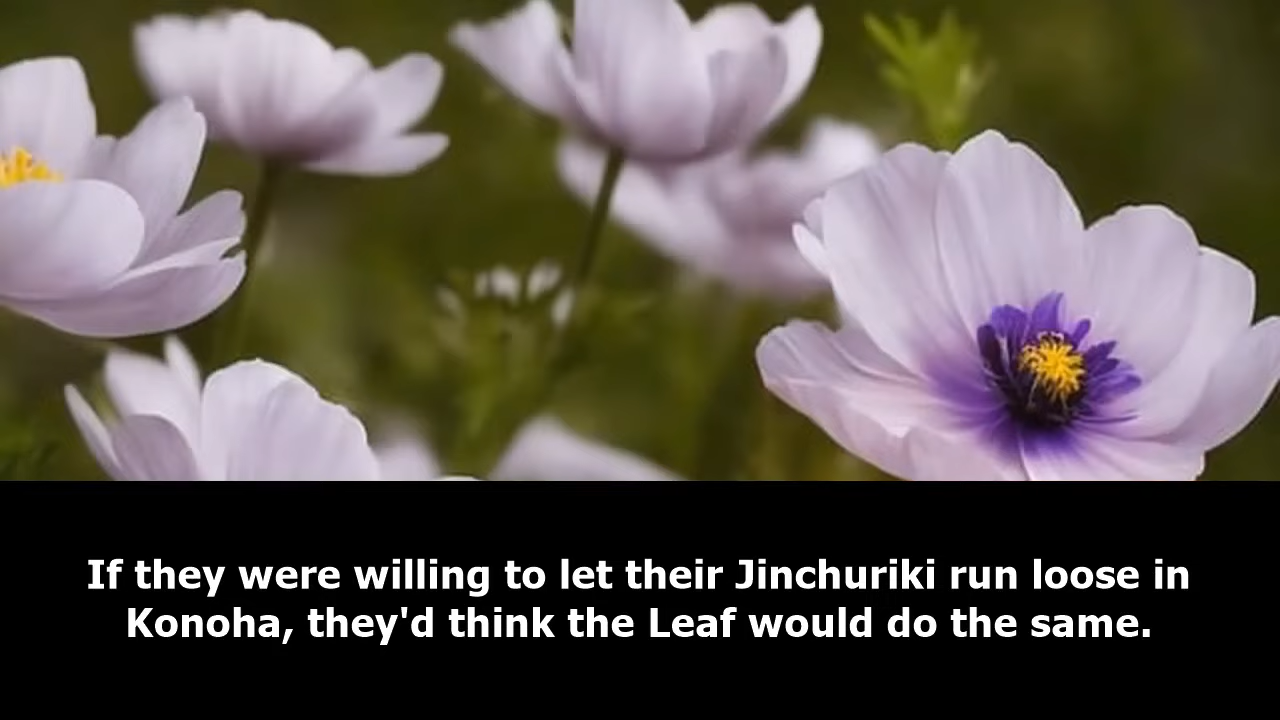 If they were willing to let their Jinchuriki run loose in
Konoha, they'd think the Leaf would do the same.